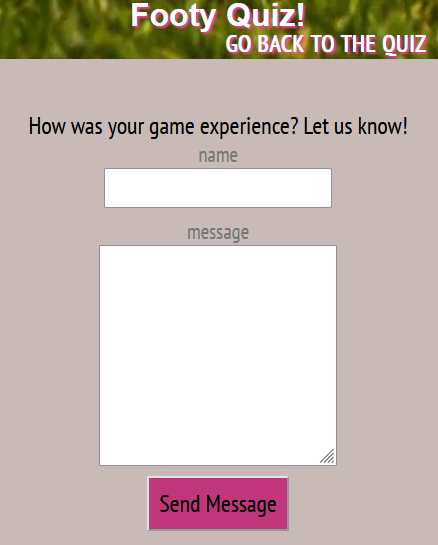 Footy Quiz!
GO BACK TO THE QUIZ
How was your game experience? Let us know!
name
message
Send Message